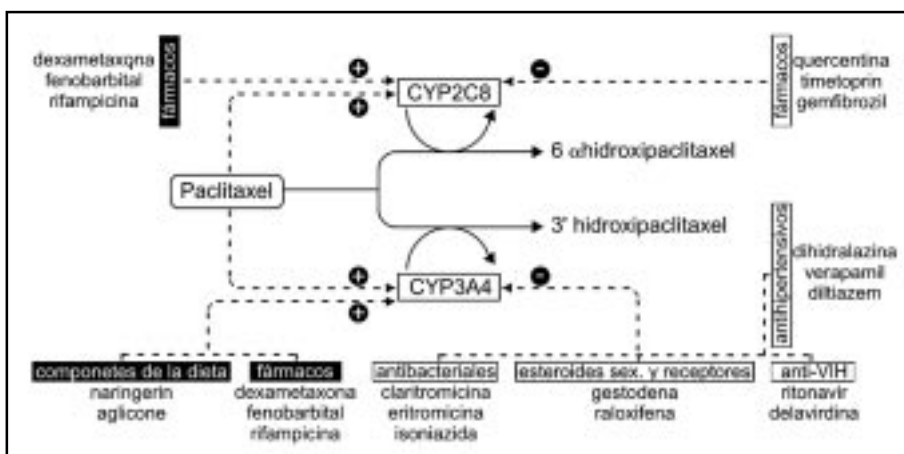 dexametaxona
fenobarbital
rifampicina
fármacos
+
+
CYP2C8
-
fármacos
quercentina
timetoprin
gemfibrozil
6 αhidroxipaclitaxel
Paclitaxel
3' hidroxipaclitaxel
+
+
CYP3A4
-
antihipertensivos
dihidralazina
verapamil
diltiazem
componetes de la dieta
naringerin
aglicone
fármacos
dexametaxona
fenobarbital
rifampicina
antibacteriales
claritromicina
eritromicina
isoniazida
esteroides sex. y receptores
gestodena
raloxifena
anti-VIH
ritonavir
delavirdina